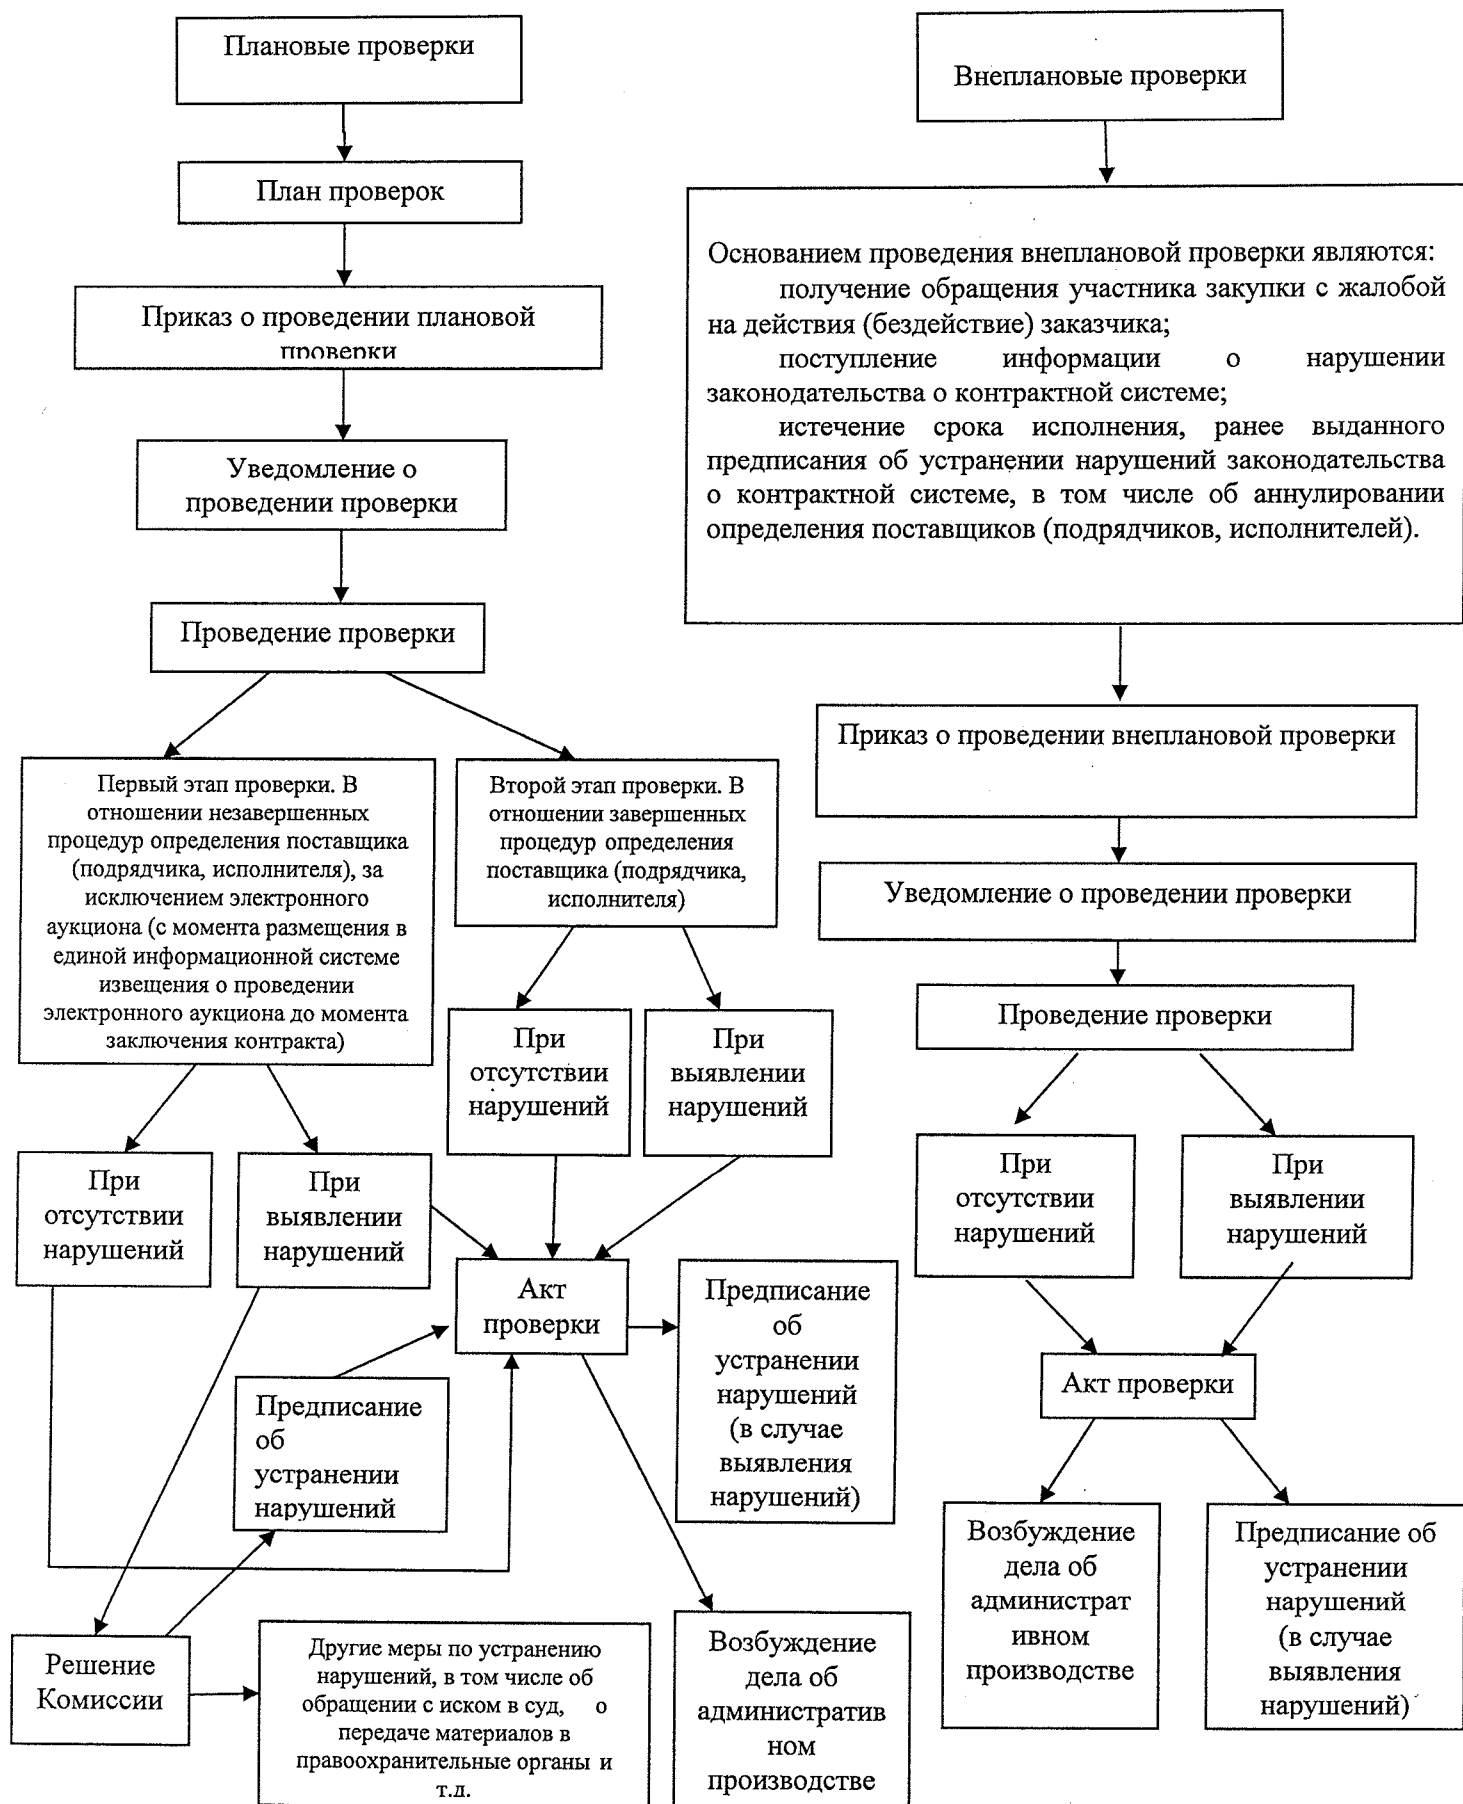 Плановые проверки
План проверок
Приказ о проведении плановой
проверки
Уведомление о
проведении проверки
Проведение проверки
Первый этап проверки. В
отношении незавершенных
процедур определения поставщика
(подрядчика, исполнителя), за
исключением электронного
аукциона (с момента размещения в
единой информационной системе
извещения о проведении
электронного аукциона до момента
заключения контракта)
Второй этап проверки. В
отношении завершенных
процедур определения
поставщика (подрядчика,
исполнителя)
При
отсутствии
нарушений
При
выявлении
нарушений
При
отсутствии
нарушений
При
выявлении
нарушений
Акт
проверки
Предписание
об
устранении
нарушений
(в случае
выявления
нарушений)
Предписание
об
устранении
нарушений
Решение
Комиссии
Другие меры по устранению
нарушений, в том числе об
обращении с иском в суд, о
передаче материалов в
правоохранительные органы и
т.д.
Возбуждение
дела об
административ
ном
производстве
Внеплановые проверки
Основанием проведения внеплановой проверки являются:
получение обращения участника закупки с жалобой
на действия (бездействие) заказчика;
поступление информации о нарушении
законодательства о контрактной системе;
истечение срока исполнения, ранее выданного
предписания об устранении нарушений законодательства
о контрактной системе, в том числе об аннулировании
определения поставщиков (подрядчиков, исполнителей).
Приказ о проведении внеплановой проверки
Уведомление о проведении проверки
Проведение проверки
При
отсутствии
нарушений
При
выявлении
нарушений
Акт проверки
Возбуждение
дела об
администрат
ивном
производстве
Предписание об
устранении
нарушений
(в случае
выявления
нарушений)